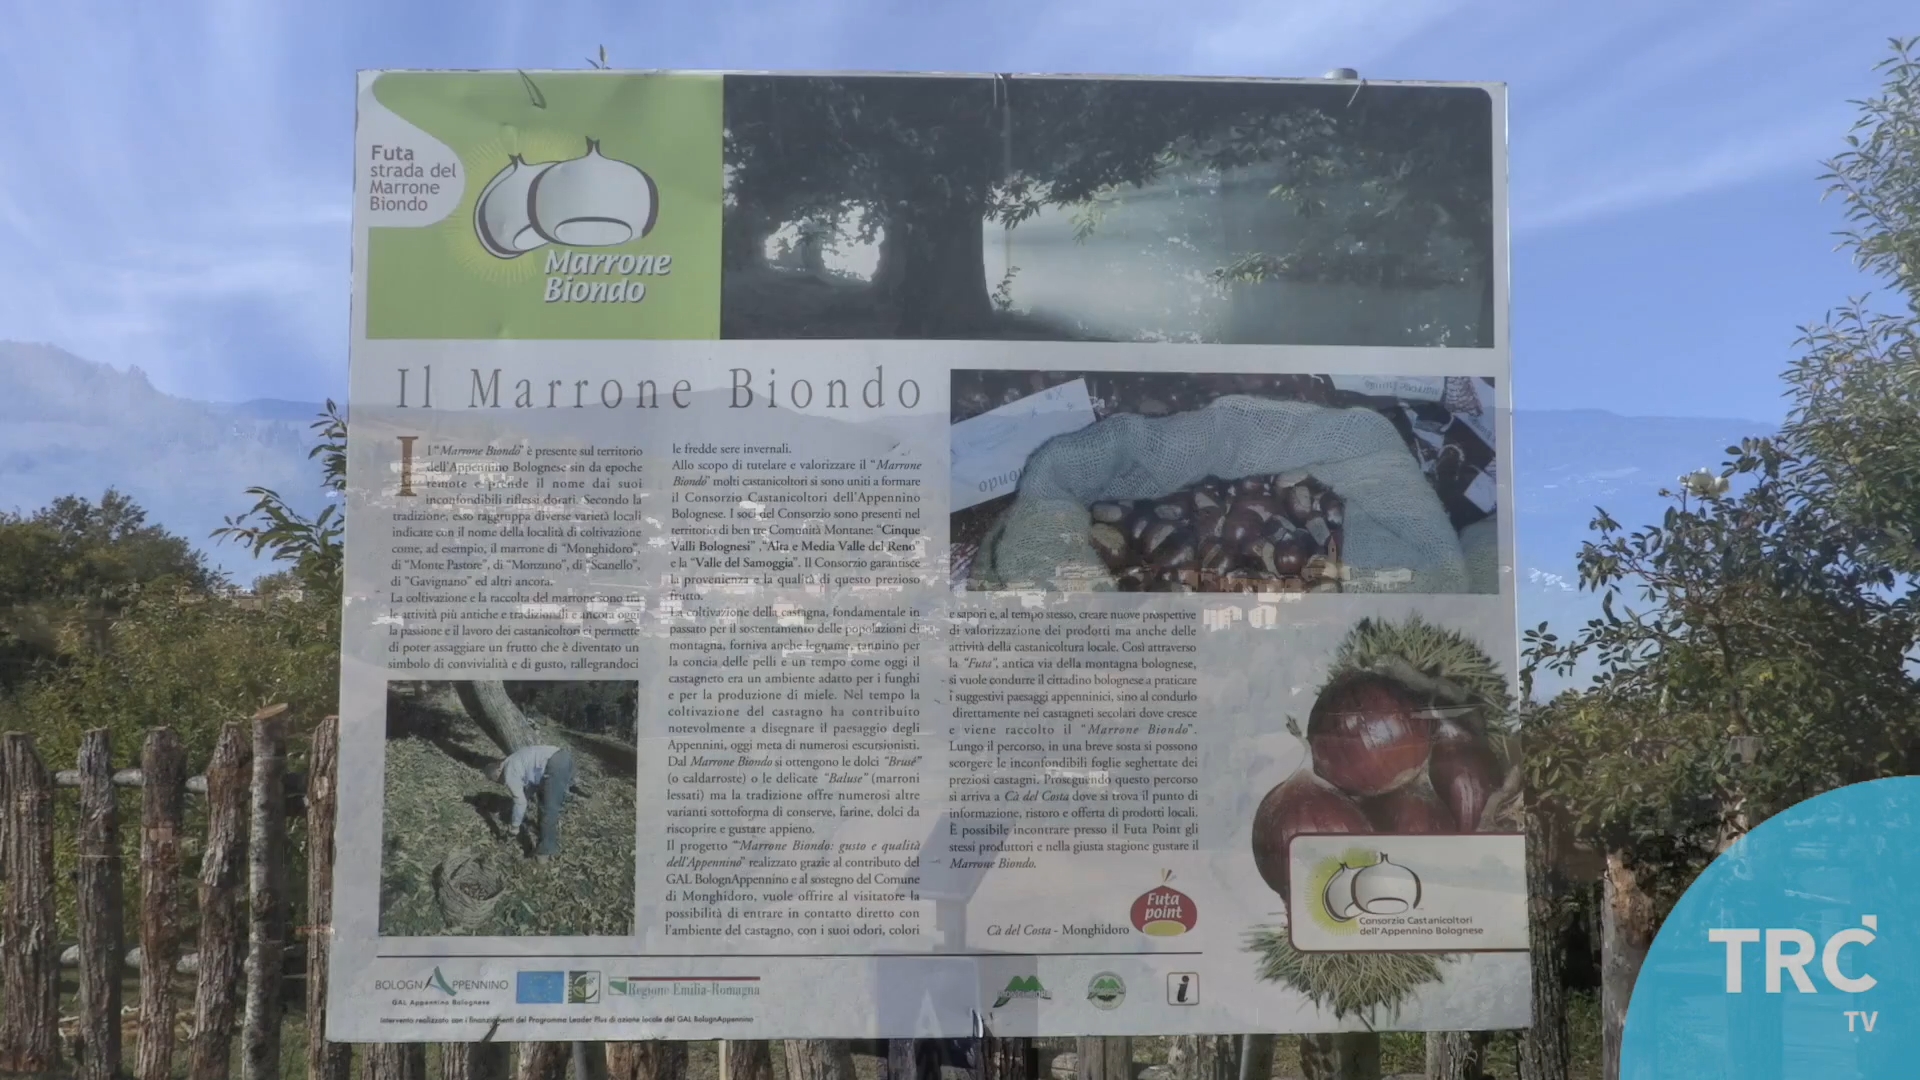 Futa
strada del
Marrone
Biondo
Marrone
Biondo
Il Marrone Biondo
Il "Marrone Biondo" è presente sul territorio
dell'Appennino Bolognese sin da epoche
remote e prende il nome dai suoi
inconfondibili riflessi dorati. Secondo la
tradizione, esso raggruppa diverse varietà locali
indicate con il nome della località di coltivazione
come, ad esempio, il marrone di "Monghidoro",
di "Monte Pastore", di "Monzuno", di "Scanello",
di "Gavignano" ed altri ancora.
La coltivazione e la raccolta del marrone sono tra
le attività più antiche e tradizionali e ancora oggi
la passione e il lavoro dei castanicoltori ci permette
di poter assaggiare un frutto che è diventato un
simbolo di convivialità e di gusto, rallegrandoci
le fredde sere invernali.
Allo scopo di tutelare e valorizzare il "Marrone
Biondo" molti castanicoltori si sono uniti a formare
il Consorzio Castanicoltori dell'Appennino
Bolognese. I soci del Consorzio sono presenti nel
territorio di ben tre Comunità Montane: "Cinque
Valli Bolognesi" ,"Alta e Media Valle del Reno"
e la "Valle del Samoggia". Il Consorzio garantisce
la provenienza e la qualità di questo prezioso
frutto.
La coltivazione della castagna, fondamentale in
passato per il sostentamento delle popolazioni di
montagna, forniva anche legname, tannino per
la concia delle pelli e un tempo come oggi il
castagneto era un ambiente adatto per i funghi
e per la produzione di miele. Nel tempo la
coltivazione del castagno ha contribuito
notevolmente a disegnare il paesaggio degli
Appennini, oggi meta di numerosi escursionisti.
Dal Marrone Biondo si ottengono le dolci "Brusè"
(o caldarroste) o le delicate "Baluse" (marroni
lessati) ma la tradizione offre numerosi altre
varianti sottoforma di conserve, farine, dolci da
riscoprire e gustare appieno.
Il progetto "Marrone Biondo: gusto e qualità
dell'Appennino" realizzato grazie al contributo del
GAL BolognAppennino e al sostegno del Comune
di Monghidoro, vuole offrire al visitatore la
possibilità di entrare in contatto diretto con
l'ambiente del castagno, con i suoi odori, colori
e sapori e, al tempo stesso, creare nuove prospettive
di valorizzazione dei prodotti ma anche delle
attività della castanicoltura locale. Così attraverso
la "Futa", antica via della montagna bolognese,
si vuole condurre il cittadino bolognese a praticare
i suggestivi paesaggi appenninici, sino al condurlo
direttamente nei castagneti secolari dove cresce
e viene raccolto il "Marrone Biondo".
Lungo il percorso, in una breve sosta si possono
scorgere le inconfondibili foglie seghettate dei
preziosi castagni. Proseguendo questo percorso
si arriva a Cà del Costa dove si trova il punto di
informazione, ristoro e offerta di prodotti locali.
È possibile incontrare presso il Futa Point gli
stessi produttori e nella giusta stagione gustare il
Marrone Biondo.
Cà del Costa - Monghidoro
Futa
point
Consorzio Castanicoltori
dell'Appennino Bolognese
BOLOGNAPPENNINO
GAL Appennino Bolognese
Regione Emilia-Romagna
i
Intervento realizzato con i finanziamenti del Programma Leader Plus di azione locale del GAL BolognAppennino
TRC
TV